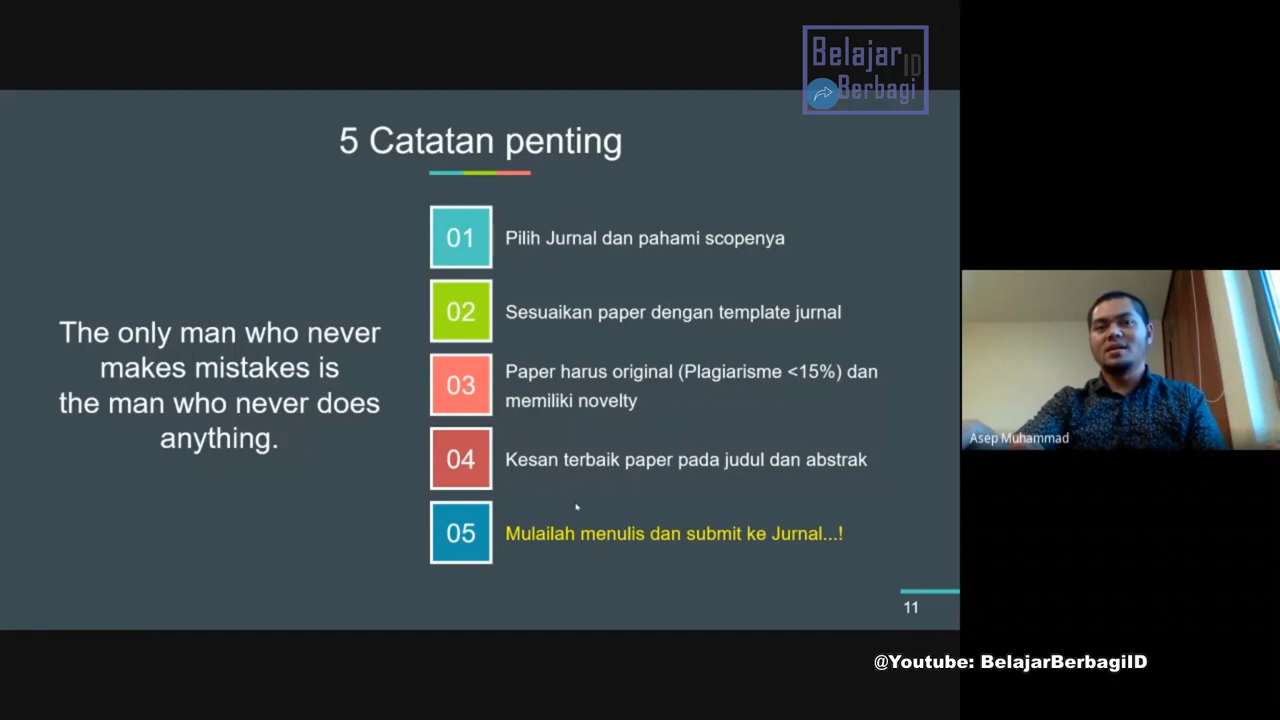 Belajar
ID
Berbagi
5 Catatan penting
The only man who never
makes mistakes is
the man who never does
anything.
01
Pilih Jurnal dan pahami scopenya
02
Sesuaikan paper dengan template jurnal
03
Paper harus original (Plagiarisme <15%) dan
memiliki novelty
04
Kesan terbaik paper pada judul dan abstrak
05
Mulailah menulis dan submit ke Jurnal...!
11
Asep Muhammad
@Youtube: BelajarBerbagiID